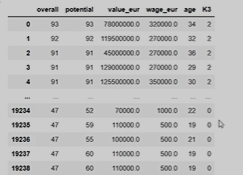 overall potential value_eur wage_eur age K3
0 93 93 78000000.0 320000.0 34 2
1 92 92 119500000.0 270000.0 32 2
2 91 91 45000000.0 270000.0 36 2
3 91 91 129000000.0 270000.0 29 2
4 91 91 125500000.0 350000.0 30 2
... ... ... ... ... ... ...
19234 47 52 70000.0 1000.0 22 0
19235 47 59 110000.0 500.0 19 0
19236 47 55 100000.0 500.0 21 0
19237 47 60 110000.0 500.0 19 0
19238 47 60 110000.0 500.0 19 0